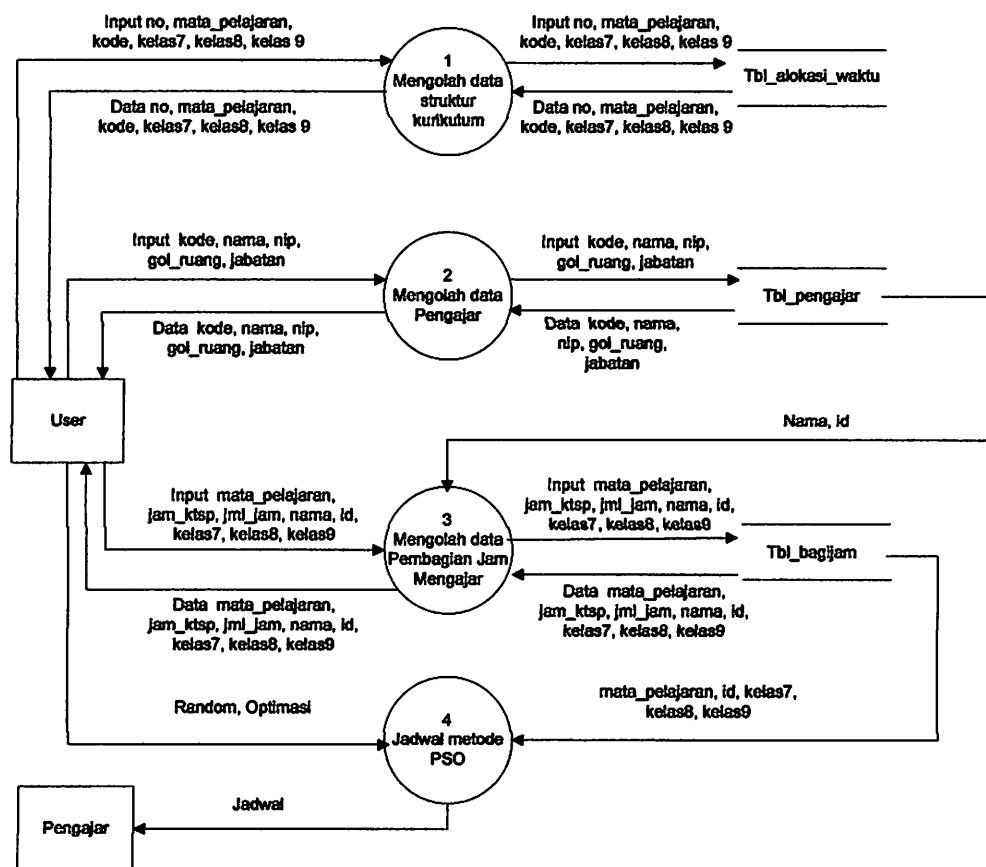 Input no, mata_pelajaran,
kode, kelas7, kelas8, kelas 9
Input no, mata_pelajaran,
kode, kelas7, kelas8, kelas 9
1
Mengolah data
struktur
kurikulum
Tbl_alokasi_waktu
Data no, mata_pelajaran,
kode, kelas7, kelas8, kelas 9
Data no, mata_pelajaran,
kode, kelas7, kelas8, kelas 9
Input kode, nama, nip,
gol_ruang, jabatan
Input kode, nama, nip,
gol_ruang, jabatan
2
Mengolah data
Pengajar
Tbl_pengajar
Data kode, nama, nip,
gol_ruang, jabatan
Data kode, nama,
nip, gol_ruang,
jabatan
User
Nama, id
Input mata_pelajaran,
jam_ktsp, jml_jam, nama, id,
kelas7, kelas8, kelas9
Input mata_pelajaran,
jam_ktsp, jml_jam, nama, id,
kelas7, kelas8, kelas9
3
Mengolah data
Pembagian Jam
Mengajar
Tbl_bagijam
Data mata_pelajaran,
jam_ktsp, jml_jam, nama, id,
kelas7, kelas8, kelas9
Data mata_pelajaran,
jam_ktsp, jml_jam, nama, id,
kelas7, kelas8, kelas9
Random, Optimasi
4
Jadwal metode
PSO
mata_pelajaran, id, kelas7,
kelas8, kelas9
Jadwal
Pengajar